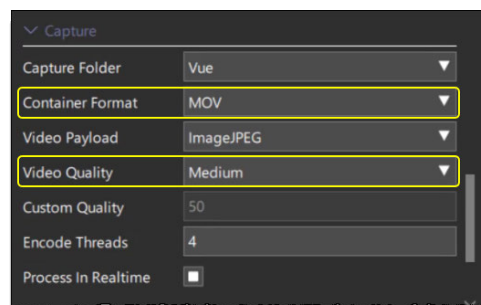 Capture
Capture Folder Vue
Container Format MOV
Video Payload ImageJPEG
Video Quality Medium
Custom Quality 50
Encode Threads 4
Process In Realtime